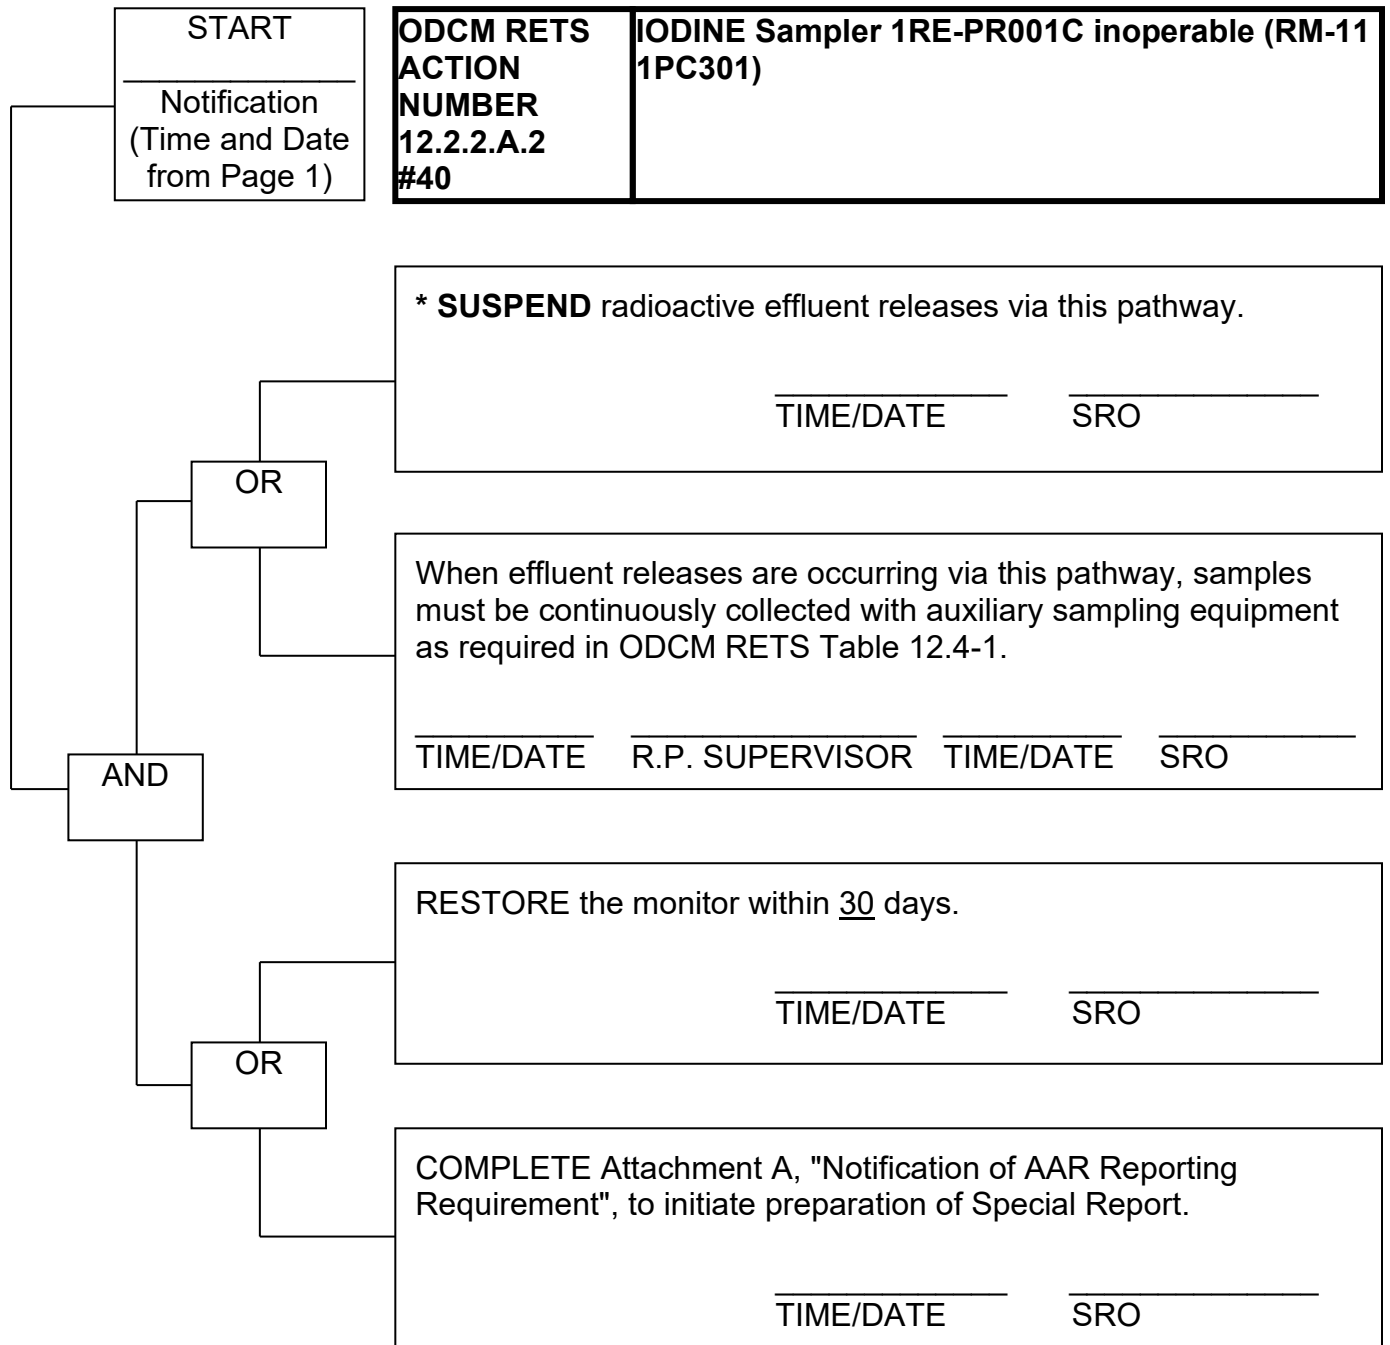 START
Notification
(Time and Date
from Page 1)
ODCM RETS
ACTION
NUMBER
12.2.2.A.2
#40
IODINE Sampler 1RE-PR001C inoperable (RM-11
1PC301)
* SUSPEND radioactive effluent releases via this pathway.
TIME/DATE SRO
OR
When effluent releases are occurring via this pathway, samples
must be continuously collected with auxiliary sampling equipment
as required in ODCM RETS Table 12.4-1.
TIME/DATE R.P. SUPERVISOR TIME/DATE SRO
AND
RESTORE the monitor within 30 days.
TIME/DATE SRO
OR
COMPLETE Attachment A, "Notification of AAR Reporting
Requirement", to initiate preparation of Special Report.
TIME/DATE SRO